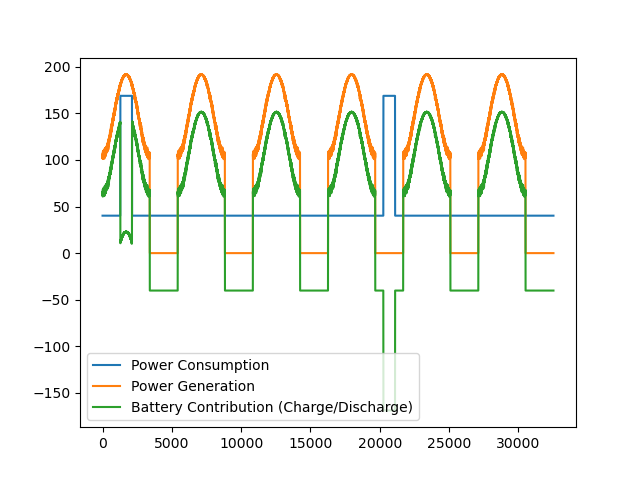 200
150
100
50
0
−50
−100
−150
Power Consumption
Power Generation
Battery Contribution (Charge/Discharge)
0 5000 10000 15000 20000 25000 30000